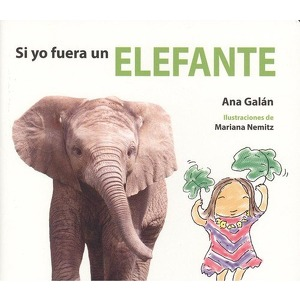 Si yo fuera un ELEFANTE
Ana Galán
Ilustraciones de
Mariana Nemitz